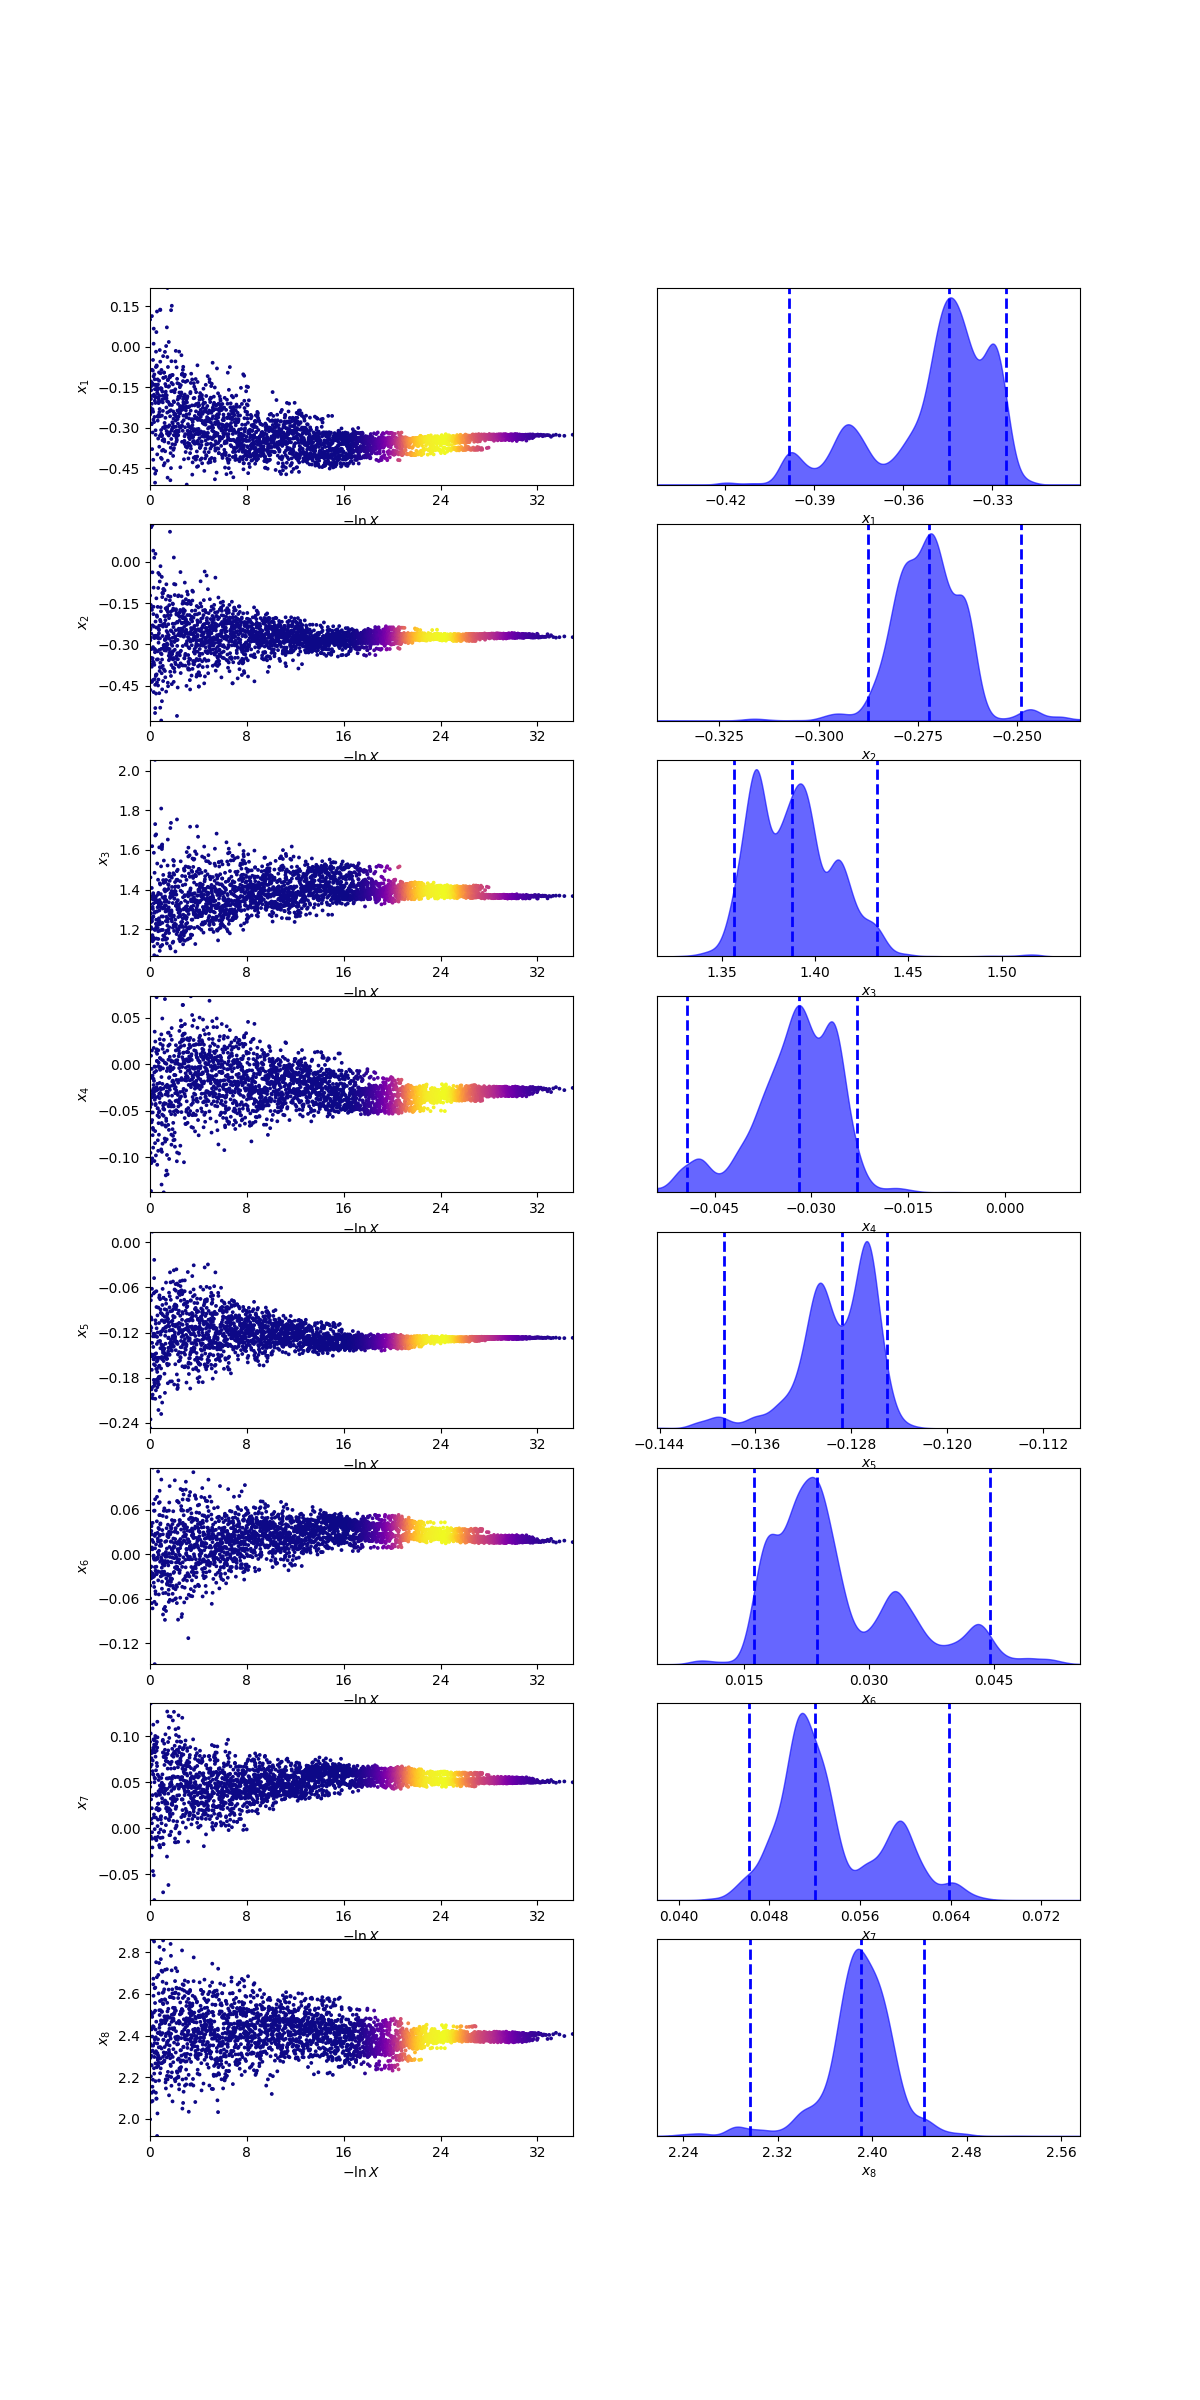 0.15
0.00
−0.15
−0.30
−0.45
x₁
0 8 16 24 32
−ln X
−0.42 −0.39 −0.36 −0.33
x₁
0.00
−0.15
−0.30
−0.45
x₂
0 8 16 24 32
−ln X
−0.325 −0.300 −0.275 −0.250
x₂
2.0
1.8
1.6
1.4
1.2
x₃
0 8 16 24 32
−ln X
1.35 1.40 1.45 1.50
x₃
0.05
0.00
−0.05
−0.10
x₄
0 8 16 24 32
−ln X
−0.045 −0.030 −0.015 0.000
x₄
0.00
−0.06
−0.12
−0.18
−0.24
x₅
0 8 16 24 32
−ln X
−0.144 −0.136 −0.128 −0.120 −0.112
x₅
0.06
0.00
−0.06
−0.12
x₆
0 8 16 24 32
−ln X
0.015 0.030 0.045
x₆
0.10
0.05
0.00
−0.05
x₇
0 8 16 24 32
−ln X
0.040 0.048 0.056 0.064 0.072
x₇
2.8
2.6
2.4
2.2
2.0
x₈
0 8 16 24 32
−ln X
2.24 2.32 2.40 2.48 2.56
x₈